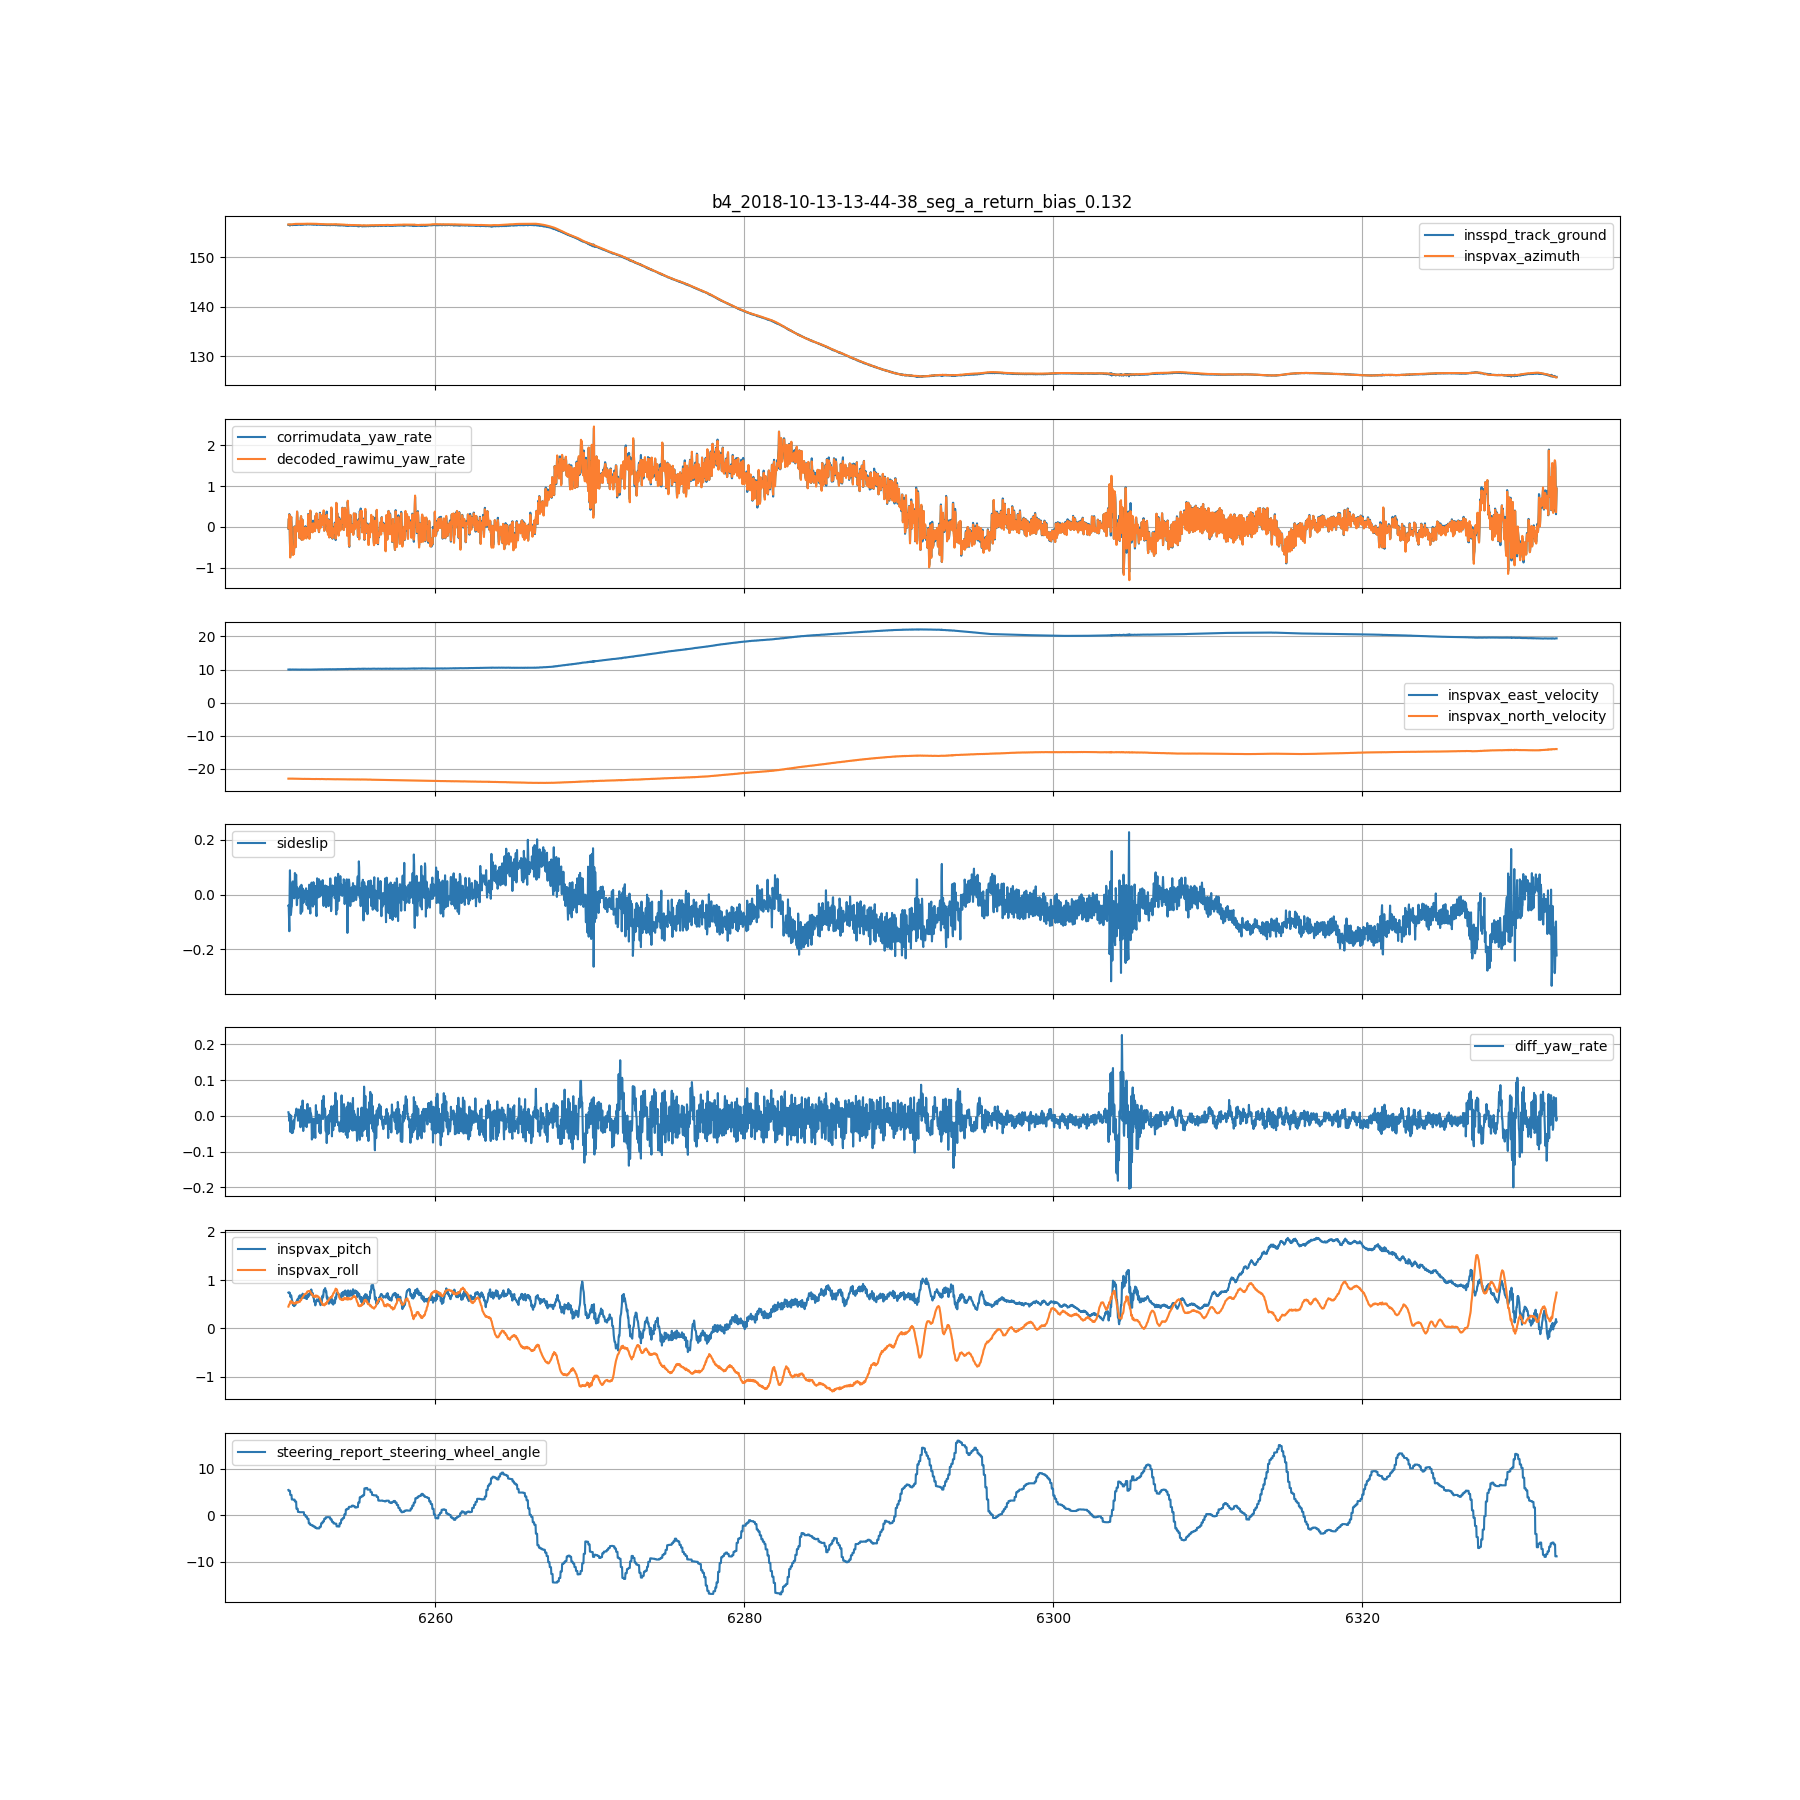 b4_2018-10-13-13-44-38_seg_a_return_bias_0.132
150
140
130
insspd_track_ground
inspvax_azimuth
2
1
0
−1
corrimudata_yaw_rate
decoded_rawimu_yaw_rate
20
10
0
−10
−20
inspvax_east_velocity
inspvax_north_velocity
0.2
0.0
−0.2
sideslip
0.2
0.1
0.0
−0.1
−0.2
diff_yaw_rate
2
1
0
−1
inspvax_pitch
inspvax_roll
10
0
−10
steering_report_steering_wheel_angle
6260 6280 6300 6320